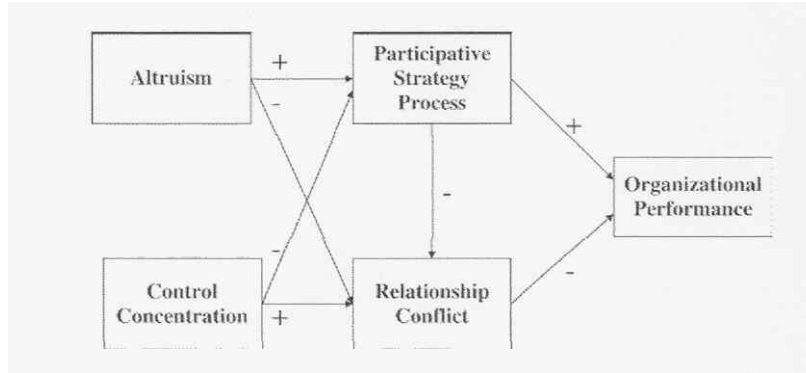 Altruism
+
-
Participative
Strategy
Process
+
-
Organizational
Performance
-
Control
Concentration
+
Relationship
Conflict
-